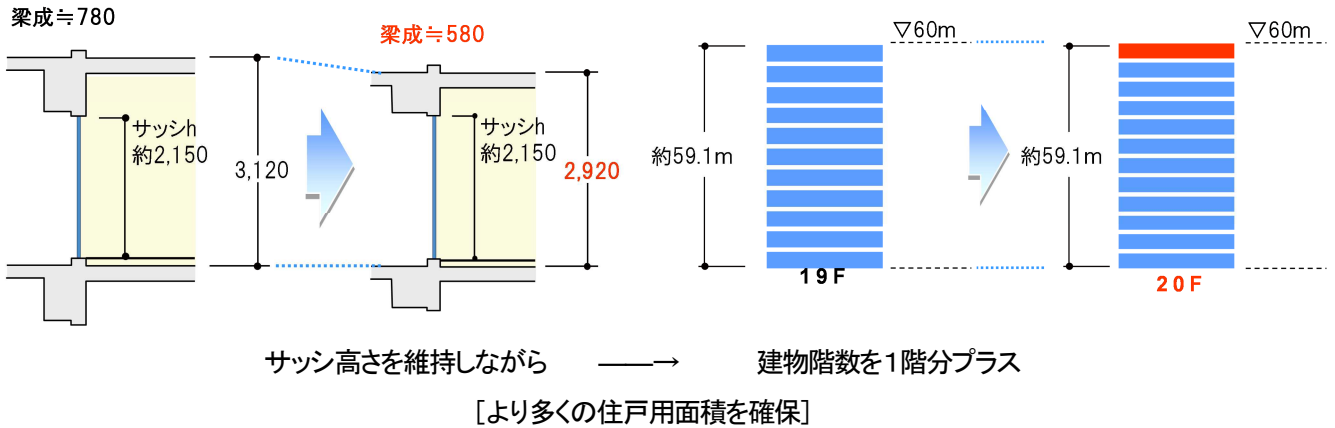 梁成≒780
梁成≒580
サッシh
約2,150
3,120
サッシh
約2,150
2,920
▽60m
約59.1m
19F
▽60m
約59.1m
20F
サッシ高さを維持しながら ――→ 建物階数を1階分プラス
[より多くの住戸用面積を確保]